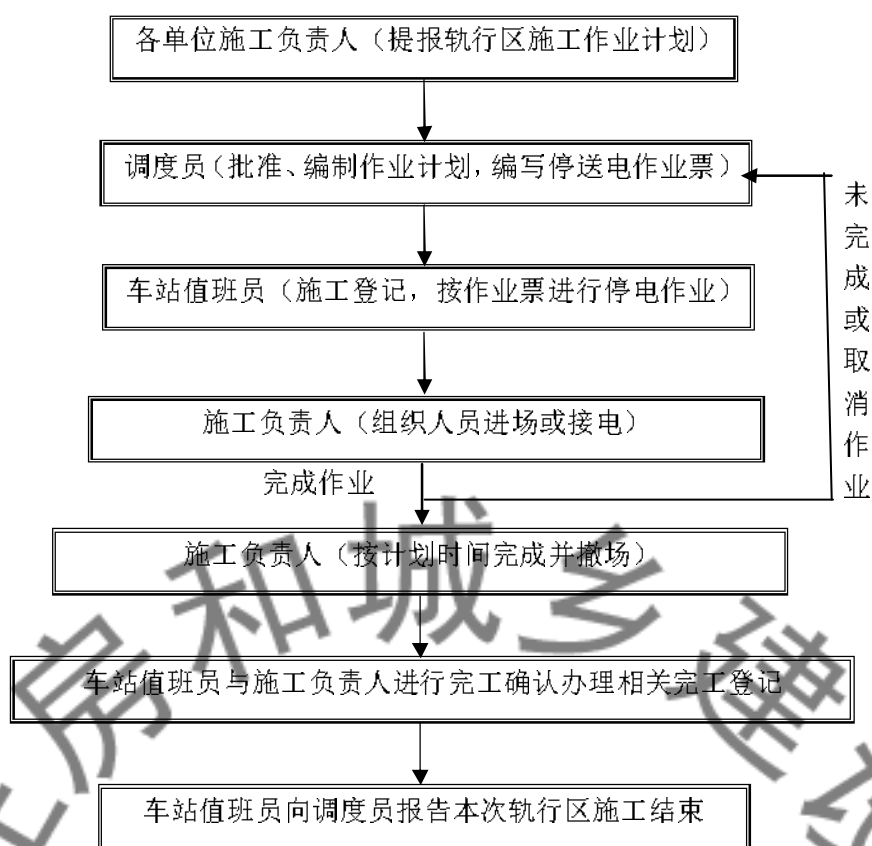 各单位施工负责人（提报轨行区施工作业计划）
调度员（批准、编制作业计划，编写停送电作业票）
未完成或取消作业
车站值班员（施工登记，按作业票进行停电作业）
施工负责人（组织人员进场或接电）
完成作业
施工负责人（按计划时间完成并撤场）
车站值班员与施工负责人进行完工确认办理相关完工登记
车站值班员向调度员报告本次轨行区施工结束
房和城乡建设